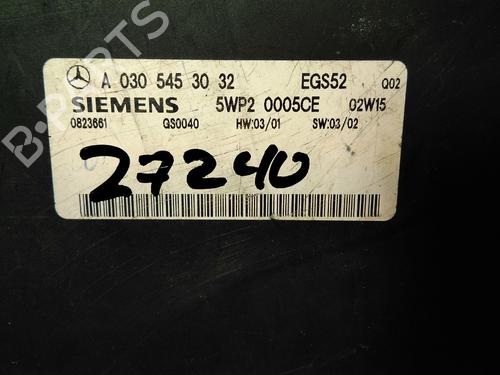 A 030 545 30 32 EGS52 Q02
SIEMENS 5WP2 0005CE 02W15
0823661 QS0040 HW:03/01 SW:03/02
27240
B-PARTS